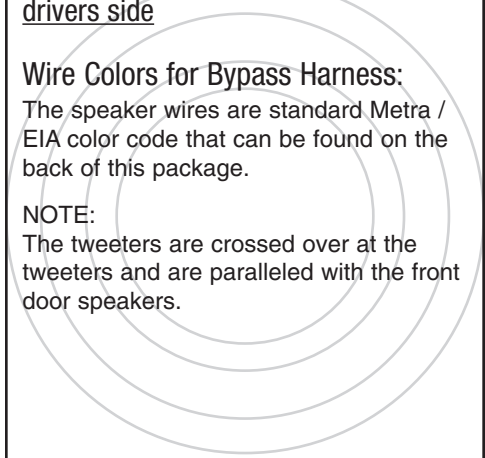 drivers side
Wire Colors for Bypass Harness:
The speaker wires are standard Metra /
EIA color code that can be found on the
back of this package.
NOTE:
The tweeters are crossed over at the
tweeters and are paralleled with the front
door speakers.